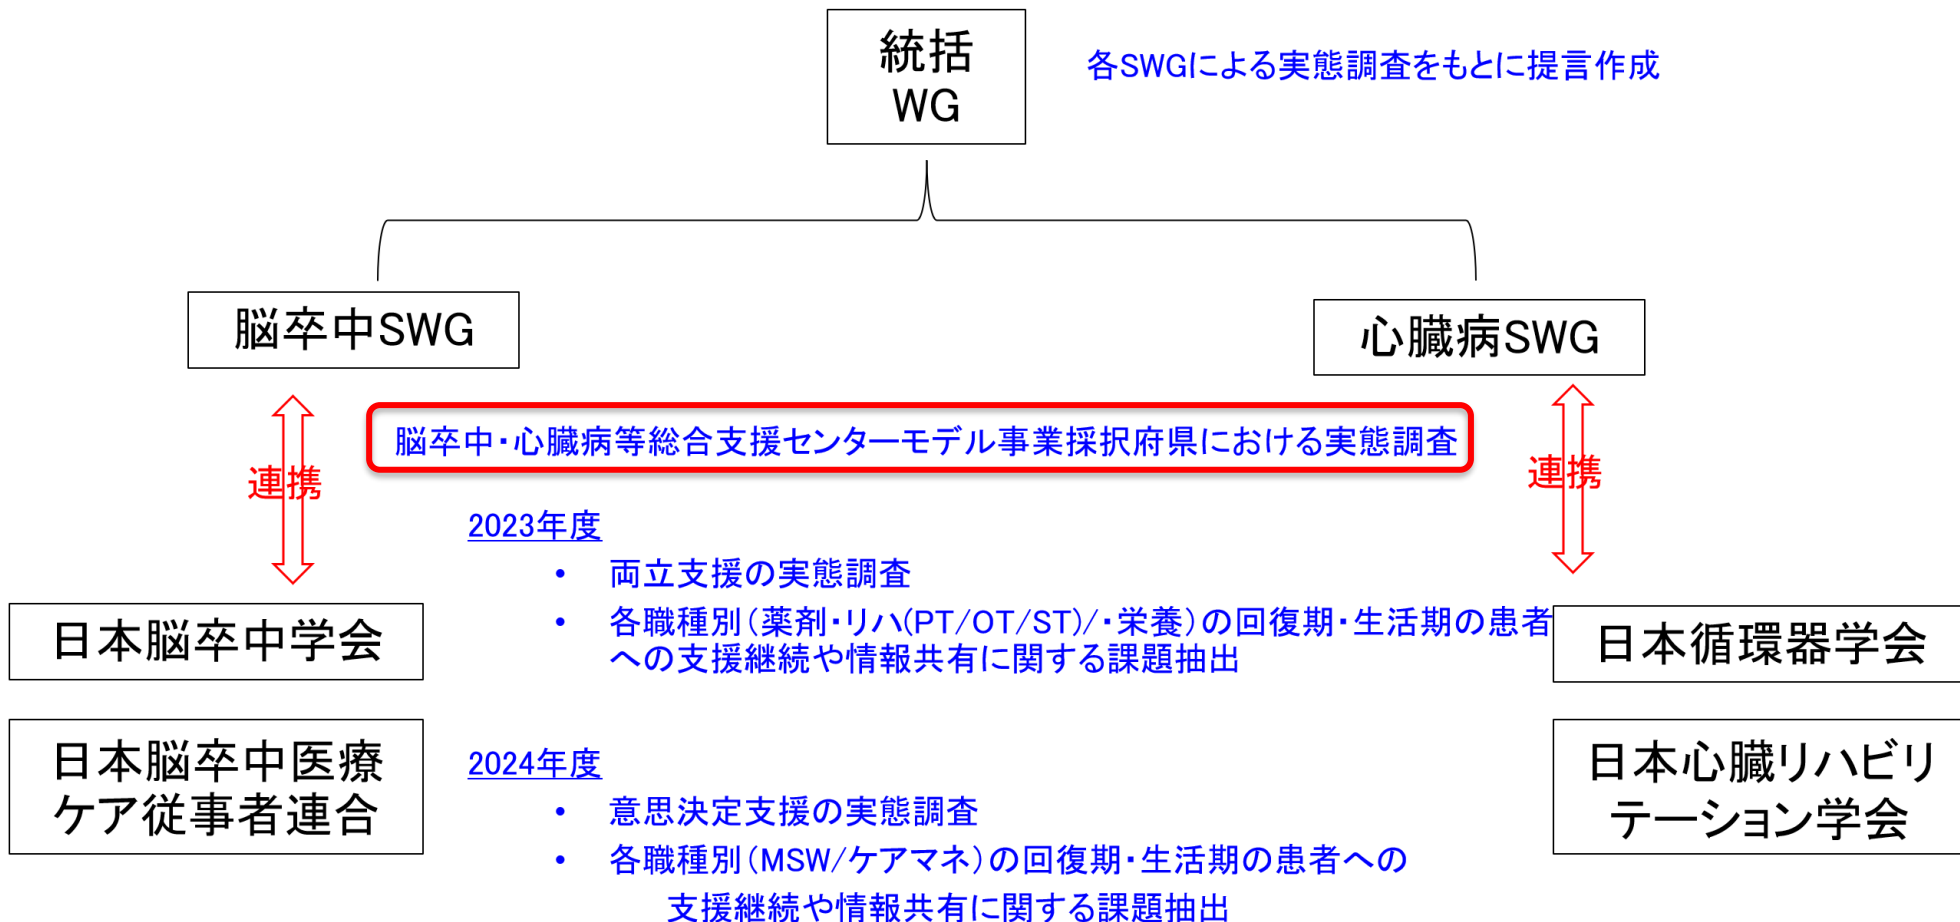 統括
WG
各SWGによる実態調査をもとに提言作成
脳卒中SWG
心臓病SWG
脳卒中・心臓病等総合支援センターモデル事業採択府県における実態調査
連携
連携
2023年度
• 両立支援の実態調査
• 各職種別(薬剤・リハ(PT/OT/ST)/・栄養)の回復期・生活期の患者
への支援継続や情報共有に関する課題抽出
日本脳卒中学会
日本循環器学会
日本脳卒中医療
ケア従事者連合
2024年度
• 意思決定支援の実態調査
• 各職種別(MSW/ケアマネ)の回復期・生活期の患者への
支援継続や情報共有に関する課題抽出
日本心臓リハビリ
テーション学会